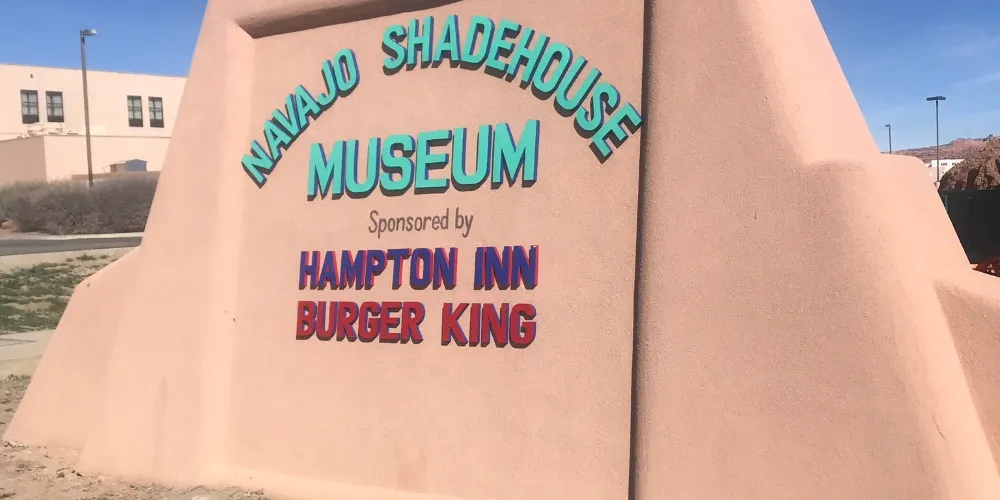 NAVAJO SHADEHOUSE
MUSEUM
Sponsored by
HAMPTON INN
BURGER KING